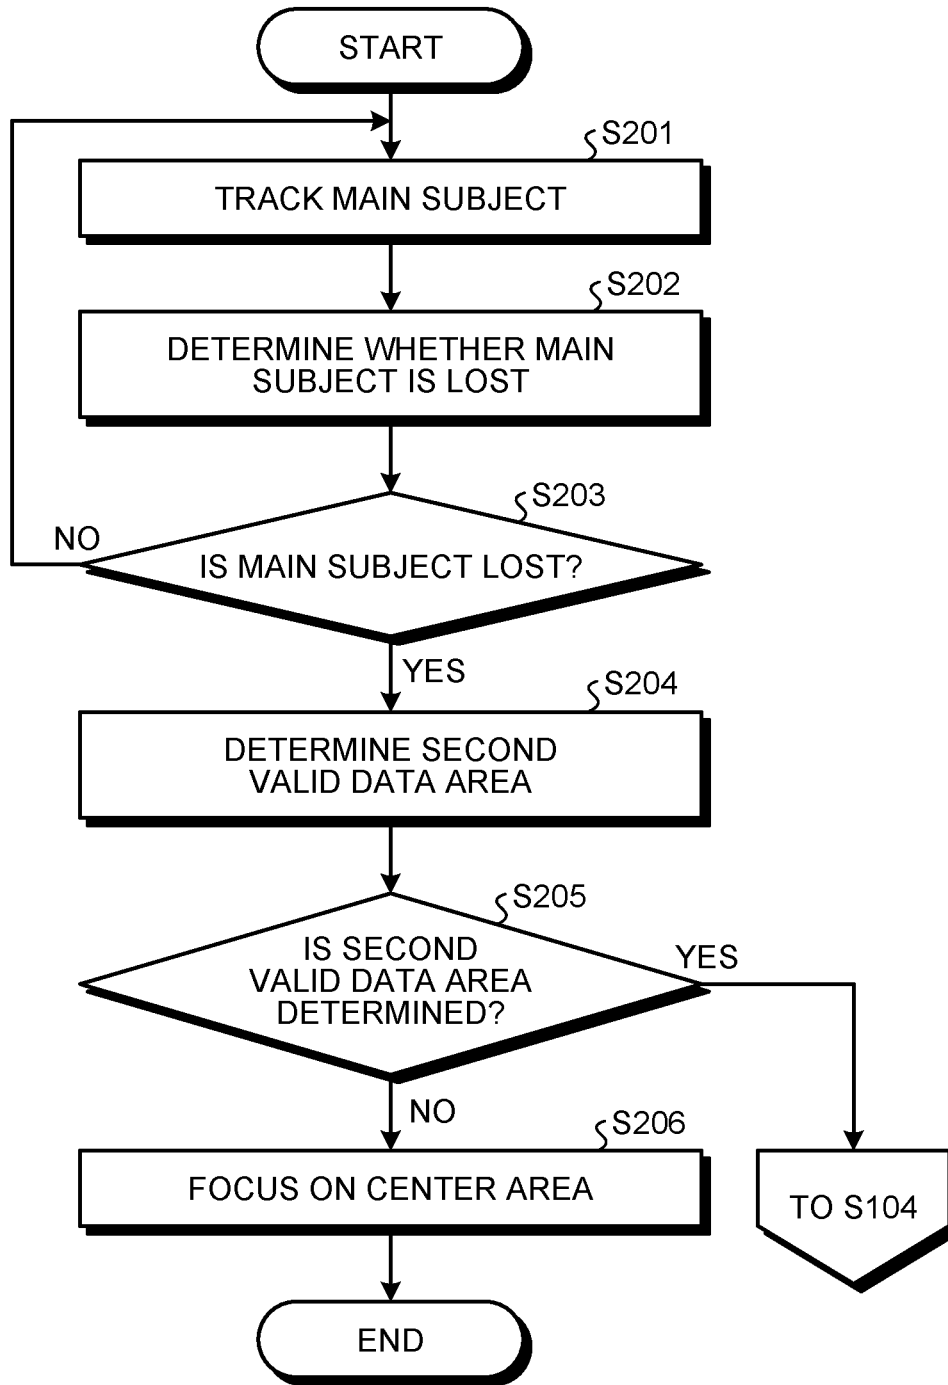 START
S201
TRACK MAIN SUBJECT
S202
DETERMINE WHETHER MAIN
SUBJECT IS LOST
S203
NO
IS MAIN SUBJECT LOST?
YES
S204
DETERMINE SECOND
VALID DATA AREA
S205
IS SECOND
VALID DATA AREA
DETERMINED?
YES
NO
S206
FOCUS ON CENTER AREA
TO S104
END